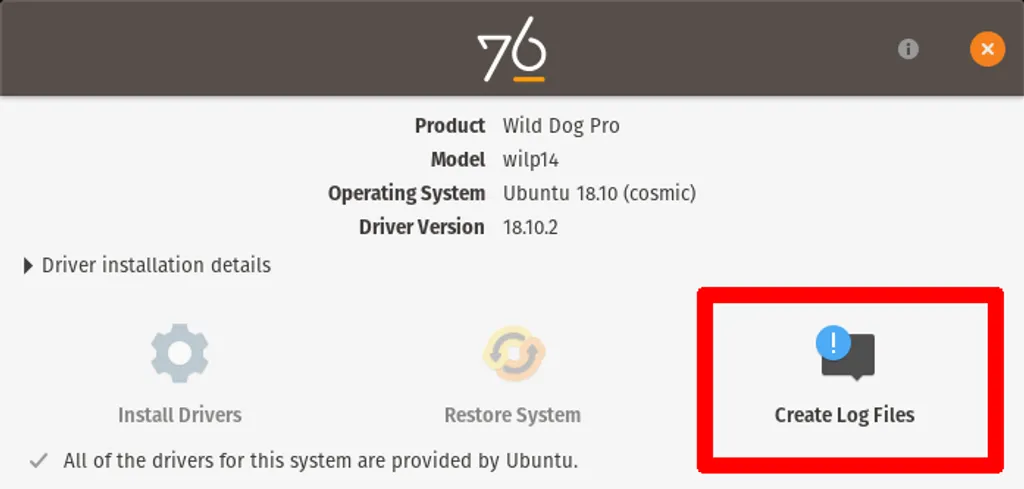 76
Product Wild Dog Pro
Model wilp14
Operating System Ubuntu 18.10 (cosmic)
Driver Version 18.10.2
Driver installation details
Install Drivers
Restore System
!
Create Log Files
All of the drivers for this system are provided by Ubuntu.